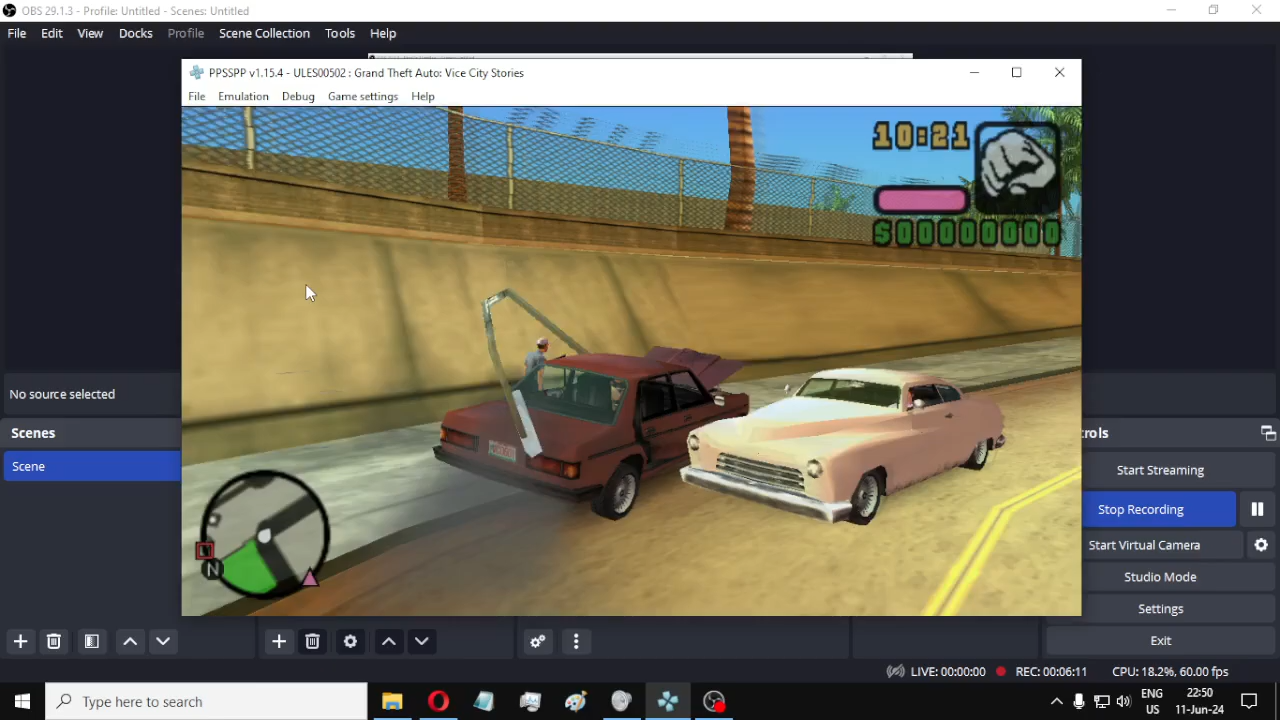 OBS 29.1.3 - Profile: Untitled - Scenes: Untitled
File Edit View Docks Profile Scene Collection Tools Help
PPSSPP v1.15.4 - ULES00502 : Grand Theft Auto: Vice City Stories
File Emulation Debug Game settings Help
10:21
$00000000
N
No source selected
Scenes
Scene
rols
Start Streaming
Stop Recording
Start Virtual Camera
Studio Mode
Settings
Exit
LIVE: 00:00:00 REC: 00:06:11 CPU: 18.2%, 60.00 fps
Type here to search
ENG
US
22:50
11-Jun-24